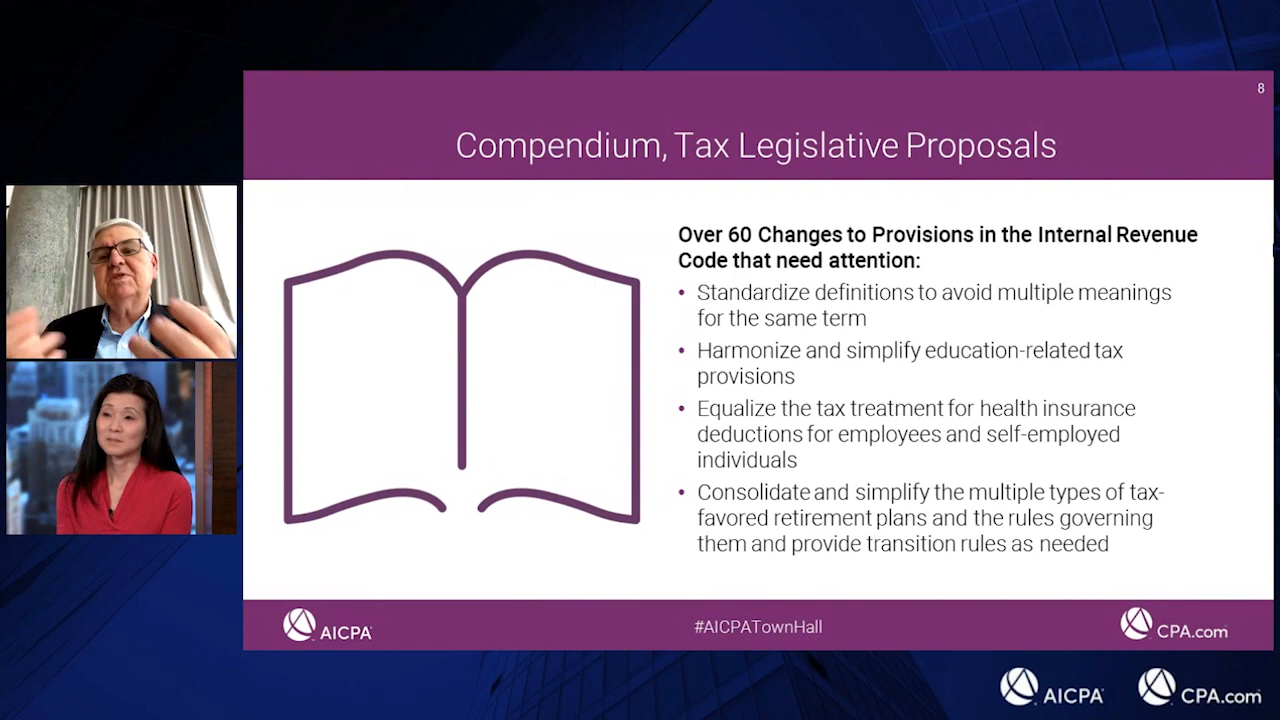 8
Compendium, Tax Legislative Proposals
Over 60 Changes to Provisions in the Internal Revenue
Code that need attention:
• Standardize definitions to avoid multiple meanings
for the same term
• Harmonize and simplify education-related tax
provisions
• Equalize the tax treatment for health insurance
deductions for employees and self-employed
individuals
• Consolidate and simplify the multiple types of tax-
favored retirement plans and the rules governing
them and provide transition rules as needed
AICPA
#AICPATownHall
CPA.com
AICPA
CPA.com